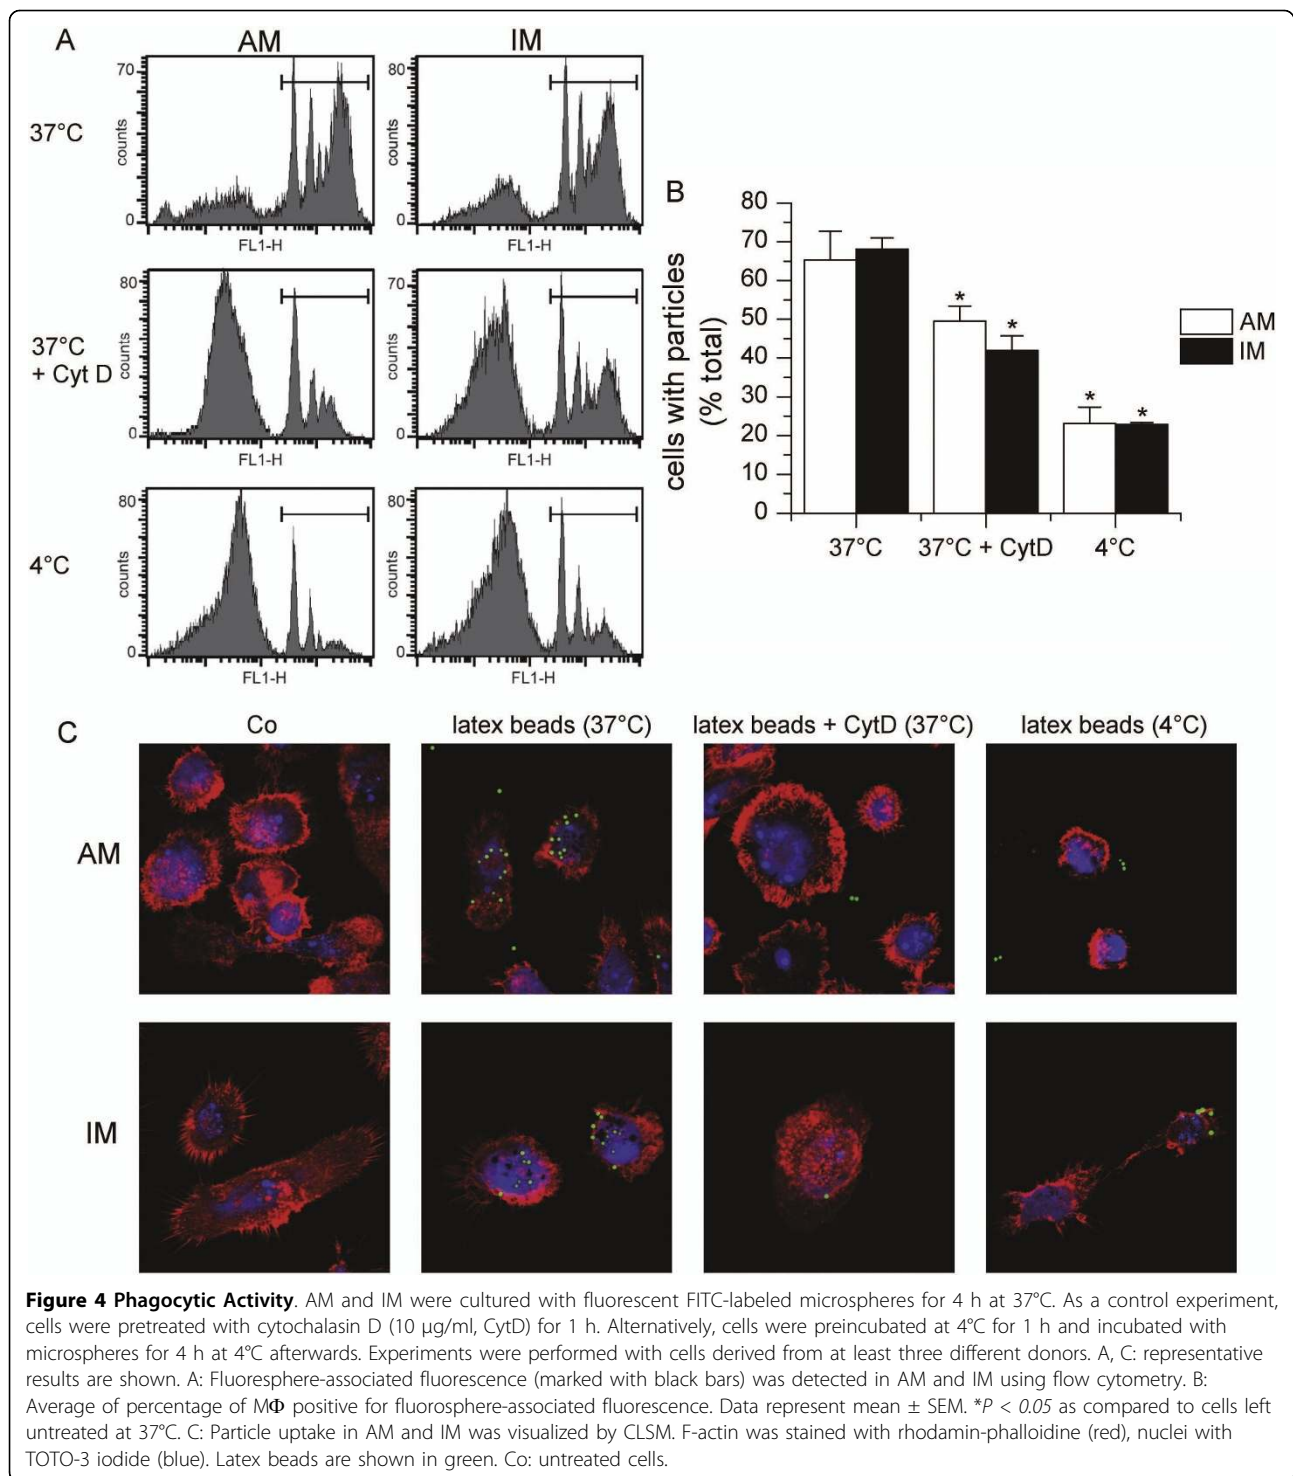 A
AM
IM
37°C
70
counts
0
FL1-H
80
counts
0
FL1-H
37°C
+ Cyt D
80
counts
0
FL1-H
70
counts
0
FL1-H
4°C
80
counts
0
FL1-H
80
counts
0
FL1-H
B
cells with particles
(% total)
80
70
60
50
40
30
20
10
0
*
*
*
*
37°C
37°C + CytD
4°C
AM
IM
C
Co
latex beads (37°C)
latex beads + CytD (37°C)
latex beads (4°C)
AM
IM
Figure 4 Phagocytic Activity. AM and IM were cultured with fluorescent FITC-labeled microspheres for 4 h at 37°C. As a control experiment,
cells were pretreated with cytochalasin D (10 μg/ml, CytD) for 1 h. Alternatively, cells were preincubated at 4°C for 1 h and incubated with
microspheres for 4 h at 4°C afterwards. Experiments were performed with cells derived from at least three different donors. A, C: representative
results are shown. A: Fluoresphere-associated fluorescence (marked with black bars) was detected in AM and IM using flow cytometry. B:
Average of percentage of MΦ positive for fluorosphere-associated fluorescence. Data represent mean ± SEM. *P < 0.05 as compared to cells left
untreated at 37°C. C: Particle uptake in AM and IM was visualized by CLSM. F-actin was stained with rhodamin-phalloidine (red), nuclei with
TOTO-3 iodide (blue). Latex beads are shown in green. Co: untreated cells.